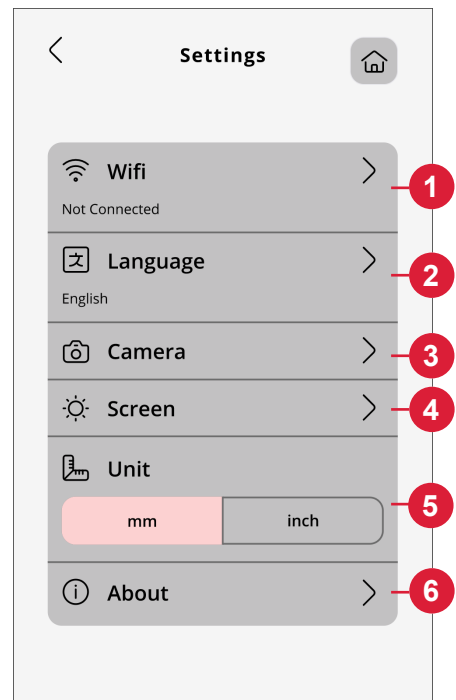 Settings
Wifi
1
Not Connected
Language
2
English
Camera
3
Screen
4
Unit
5
mm inch
About
6